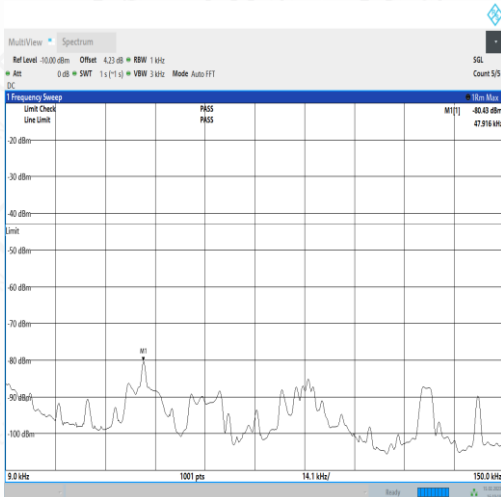 MultiView Spectrum
Ref Level -10.00 dBm Offset 4.23 dB RBW 1 kHz SGL
Att 0 dB SWT 1 s (~1 s) VBW 3 kHz Mode Auto FFT Count 5/5
DC
1 Frequency Sweep 1Rm Max
Limit Check PASS M1[1] -80.43 dBm
Line Limit PASS 47.916 kHz
-20 dBm
-30 dBm
-40 dBm
Limit
-50 dBm
-60 dBm
-70 dBm
M1
-80 dBm
-90 dBm
-100 dBm
9.0 kHz 1001 pts 14.1 kHz/ 150.0 kHz
Ready